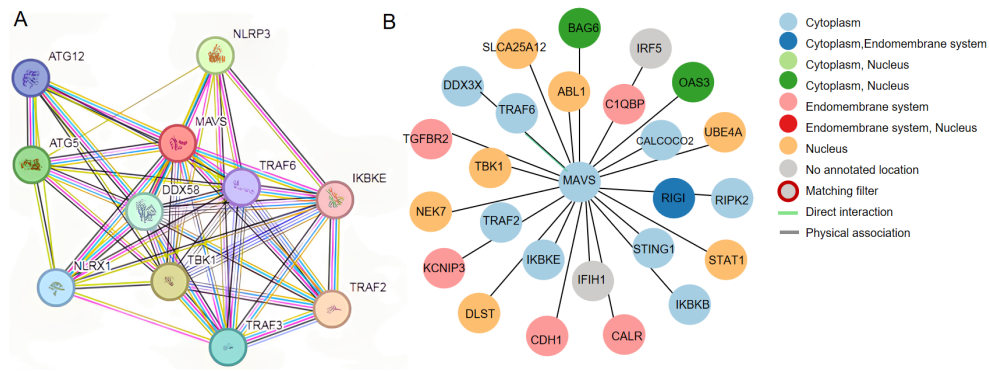 A
NLRP3
ATG12
MAVS
ATG5
TRAF6
DDX58
IKBKE
NLRX1
TBK1
TRAF2
TRAF3
B
BAG6
SLCA25A12
IRF5
DDX3X
ABL1
OAS3
TRAF6
C1QBP
TGFBR2
CALCOCO2
UBE4A
TBK1
MAVS
NEK7
TRAF2
RIGI
RIPK2
KCNIP3
IKBKE
STING1
STAT1
IFIH1
IKBKB
DLST
CDH1
CALR
Cytoplasm
Cytoplasm,Endomembrane system
Cytoplasm, Nucleus
Cytoplasm, Nucleus
Endomembrane system
Endomembrane system, Nucleus
Nucleus
No annotated location
Matching filter
Direct interaction
Physical association